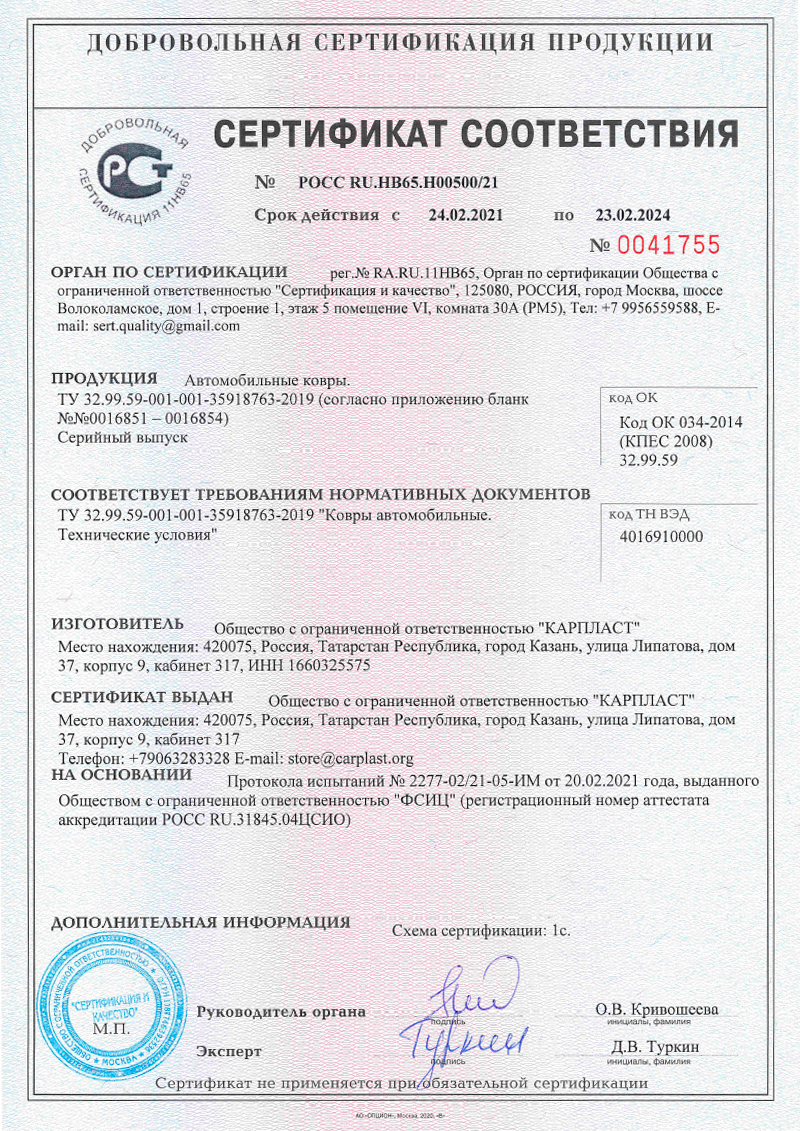 ДОБРОВОЛЬНАЯ СЕРТИФИКАЦИЯ ПРОДУКЦИИ
ДОБРОВОЛЬНАЯ
РСТ
СЕРТИФИКАЦИЯ 11НВ65
СЕРТИФИКАТ СООТВЕТСТВИЯ
№ РОСС RU.НВ65.Н00500/21
Срок действия с 24.02.2021 по 23.02.2024
№ 0041755
ОРГАН ПО СЕРТИФИКАЦИИ рег.№ RA.RU.11НВ65, Орган по сертификации Общества с
ограниченной ответственностью "Сертификация и качество", 125080, РОССИЯ, город Москва, шоссе
Волоколамское, дом 1, строение 1, этаж 5 помещение VI, комната 30А (РМ5), Тел: +7 9956559588, E-
mail: sert.quality@gmail.com
ПРОДУКЦИЯ Автомобильные ковры.
ТУ 32.99.59-001-001-35918763-2019 (согласно приложению бланк
№№0016851 – 0016854)
Серийный выпуск
код ОК
Код ОК 034-2014
(КПЕС 2008)
32.99.59
СООТВЕТСТВУЕТ ТРЕБОВАНИЯМ НОРМАТИВНЫХ ДОКУМЕНТОВ
ТУ 32.99.59-001-001-35918763-2019 "Ковры автомобильные.
Технические условия"
код ТН ВЭД
4016910000
ИЗГОТОВИТЕЛЬ Общество с ограниченной ответственностью "КАРПЛАСТ"
Место нахождения: 420075, Россия, Татарстан Республика, город Казань, улица Липатова, дом
37, корпус 9, кабинет 317, ИНН 1660325575
СЕРТИФИКАТ ВЫДАН Общество с ограниченной ответственностью "КАРПЛАСТ"
Место нахождения: 420075, Россия, Татарстан Республика, город Казань, улица Липатова, дом
37, корпус 9, кабинет 317
Телефон: +79063283328 E-mail: store@carplast.org
НА ОСНОВАНИИ Протокола испытаний № 2277-02/21-05-ИМ от 20.02.2021 года, выданного
Обществом с ограниченной ответственностью "ФСИЦ" (регистрационный номер аттестата
аккредитации РОСС RU.31845.04ЦСИО)
ДОПОЛНИТЕЛЬНАЯ ИНФОРМАЦИЯ Схема сертификации: 1с.
ОБЩЕСТВО С ОГРАНИЧЕННОЙ ОТВЕТСТВЕННОСТЬЮ
"СЕРТИФИКАЦИЯ И
КАЧЕСТВО"
М.П.
МОСКВА
Руководитель органа
подпись
О.В. Кривошеева
инициалы, фамилия
Эксперт
Туркин
подпись
Д.В. Туркин
инициалы, фамилия
Сертификат не применяется при обязательной сертификации
АО «ОПЦИОН», Москва, 2020, «В»